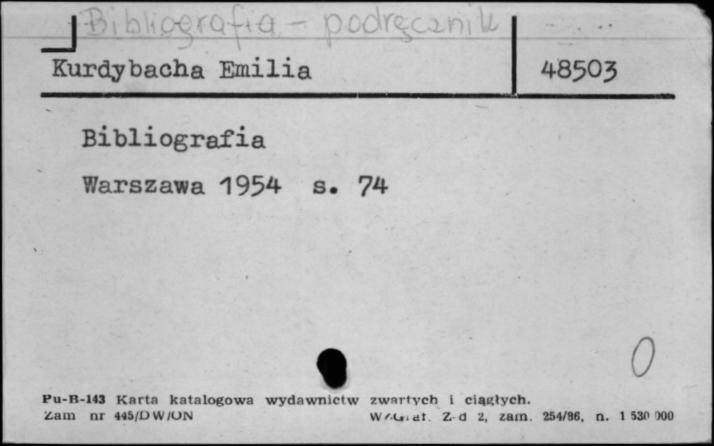 Bibliografia - podręcznik
Kurdybacha Emilia 48503
Bibliografia
Warszawa 1954 s. 74
0
Pu-B-143 Karta katalogowa wydawnictw zwartych i ciągłych.
Zam nr 445/DW/UN Z-d 2, zam. 254/86, n. 1 530 000